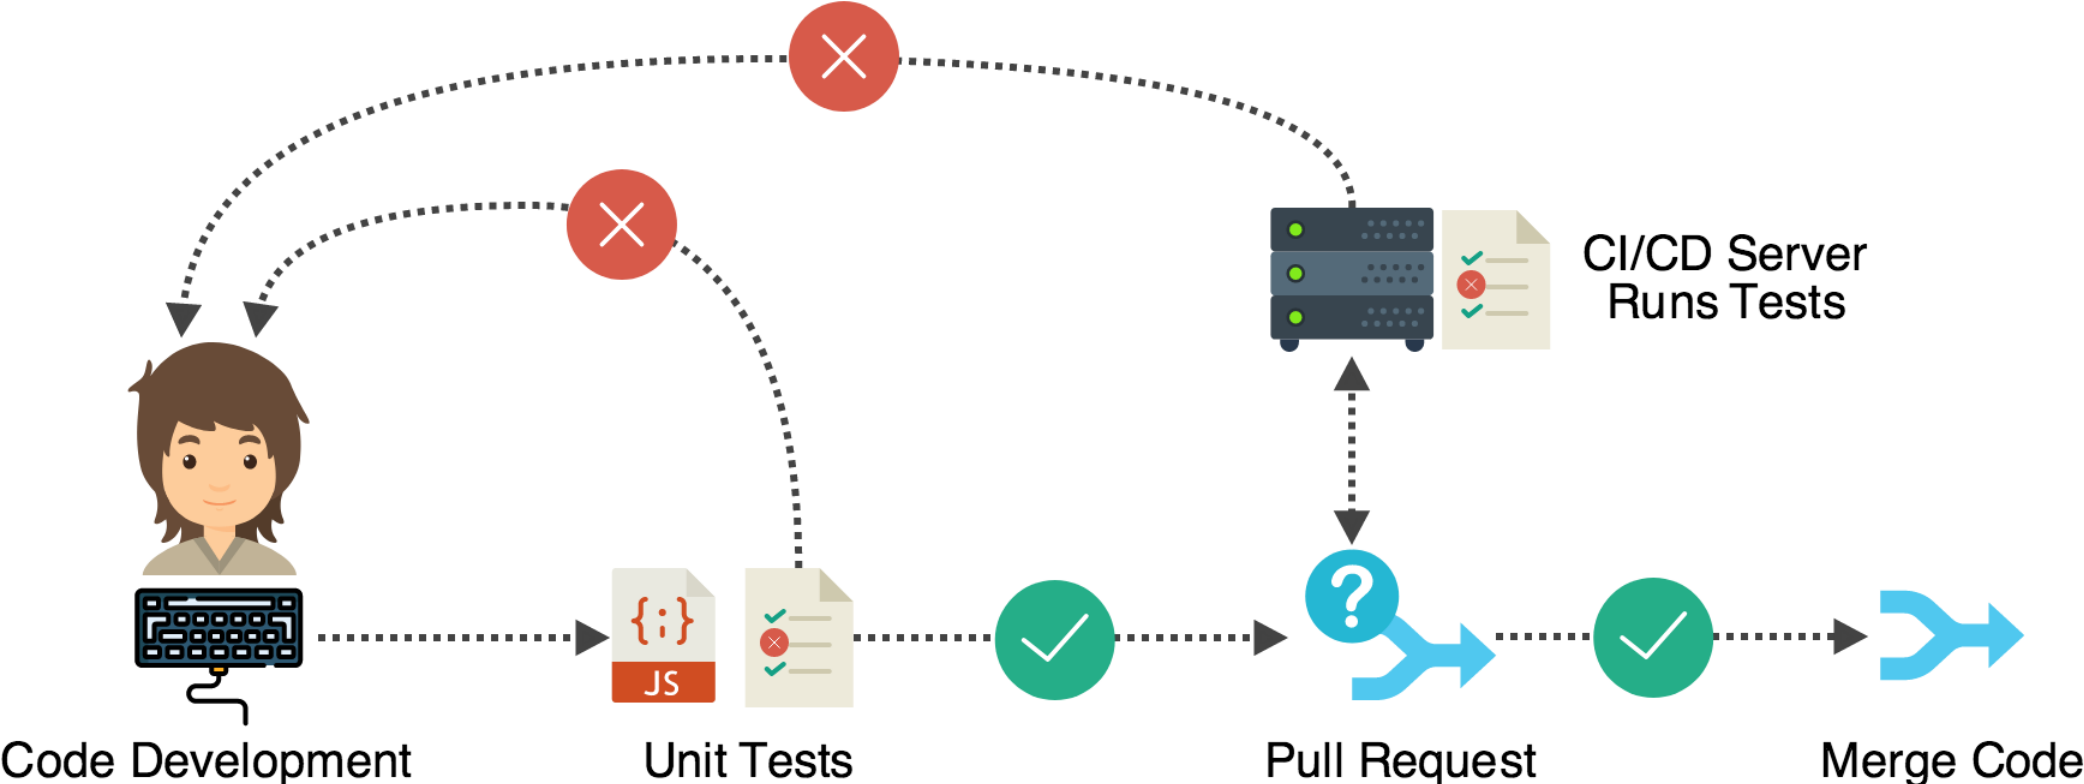 CI/CD Server
Runs Tests
{;}
JS
?
Code Development
Unit Tests
Pull Request
Merge Code